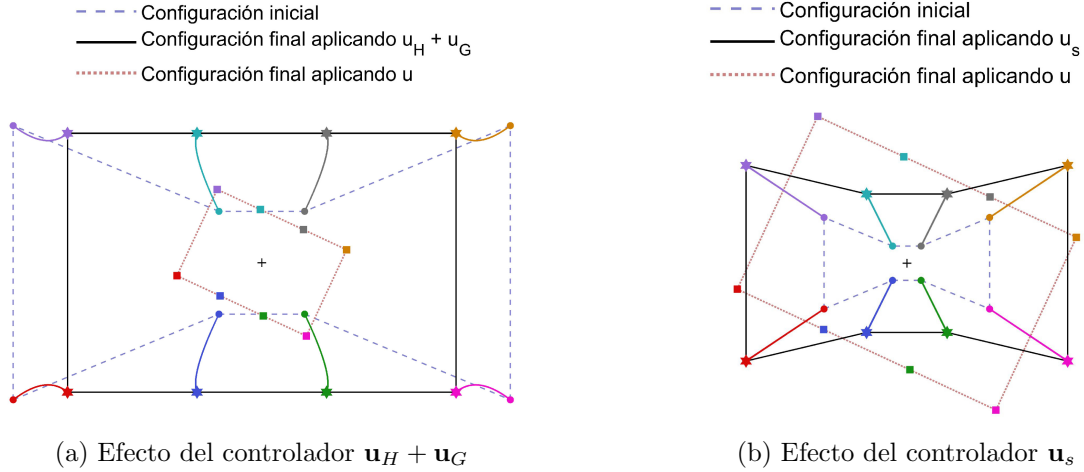 Configuración inicial
Configuración final aplicando u_H + u_G
Configuración final aplicando u
Configuración inicial
Configuración final aplicando u_s
Configuración final aplicando u
(a) Efecto del controlador u_H + u_G
(b) Efecto del controlador u_s